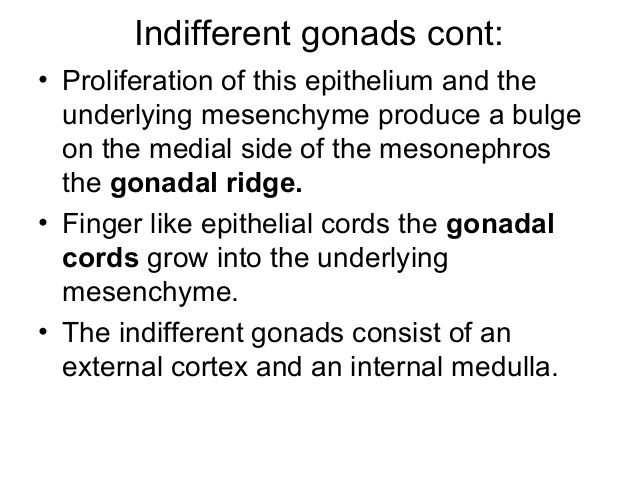 Indifferent gonads cont:
• Proliferation of this epithelium and the
underlying mesenchyme produce a bulge
on the medial side of the mesonephros
the gonadal ridge.
• Finger like epithelial cords the gonadal
cords grow into the underlying
mesenchyme.
• The indifferent gonads consist of an
external cortex and an internal medulla.